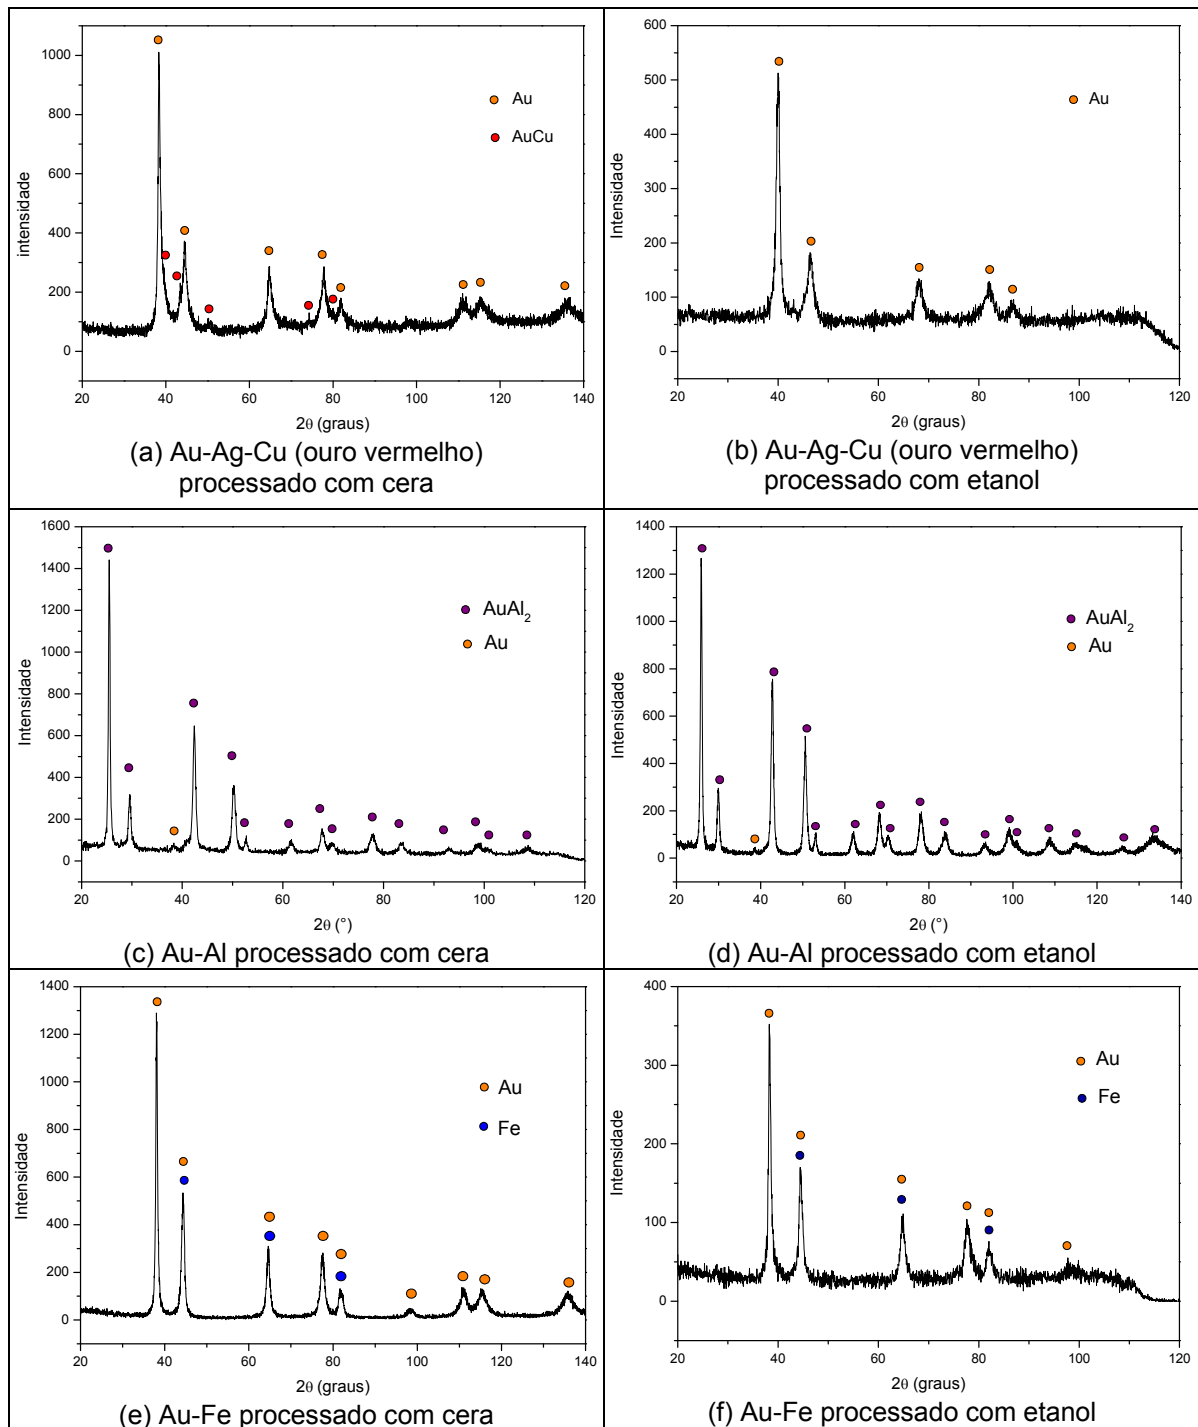 1000
800
600
400
200
0
intensidade
Au
AuCu
20 40 60 80 100 120 140
2θ (graus)
(a) Au-Ag-Cu (ouro vermelho)
processado com cera
600
500
400
300
200
100
0
Intensidade
Au
20 40 60 80 100 120
2θ (graus)
(b) Au-Ag-Cu (ouro vermelho)
processado com etanol
1600
1400
1200
1000
800
600
400
200
0
Intensidade
AuAl₂
Au
20 40 60 80 100 120
2θ (°)
(c) Au-Al processado com cera
1400
1200
1000
800
600
400
200
0
Intensidade
AuAl₂
Au
20 40 60 80 100 120 140
2θ (°)
(d) Au-Al processado com etanol
1400
1200
1000
800
600
400
200
0
Intensidade
Au
Fe
20 40 60 80 100 120 140
2θ (graus)
(e) Au-Fe processado com cera
400
300
200
100
0
Intensidade
Au
Fe
20 40 60 80 100 120
2θ (graus)
(f) Au-Fe processado com etanol